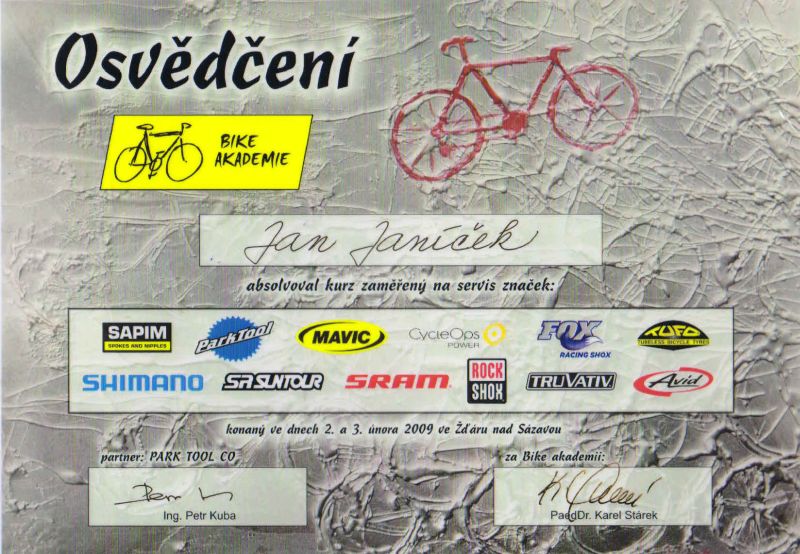 Osvědčení
BIKE
AKADEMIE
Jan Janíček
absolvoval kurz zaměřený na servis značek:
SAPIM ParkTool MAVIC CycleOps FOX TUFO
SPOKES AND NIPPLES POWER RACING SHOX TUBELESS BICYCLE TYRES
SHIMANO SR SUNTOUR SRAM ROCK SHOX TRUVATIV Avid
konaný ve dnech 2. a 3. února 2009 ve Žďáru nad Sázavou
partner: PARK TOOL CO za Bike akademii:
Ing. Petr Kuba PaedDr. Karel Stárek